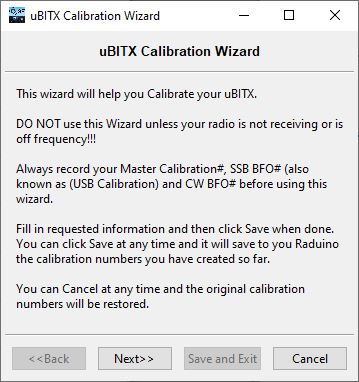 uBITX Calibration Wizard
uBITX Calibration Wizard
This wizard will help you Calibrate your uBITX.
DO NOT use this Wizard unless your radio is not receiving or is
off frequency!!!
Always record your Master Calibration#, SSB BFO# (also
known as (USB Calibration) and CW BFO# before using this
wizard.
Fill in requested information and then click Save when done.
You can click Save at any time and it will save to you Raduino
the calibration numbers you have created so far.
You can Cancel at any time and the original calibration
numbers will be restored.
<<Back Next>> Save and Exit Cancel